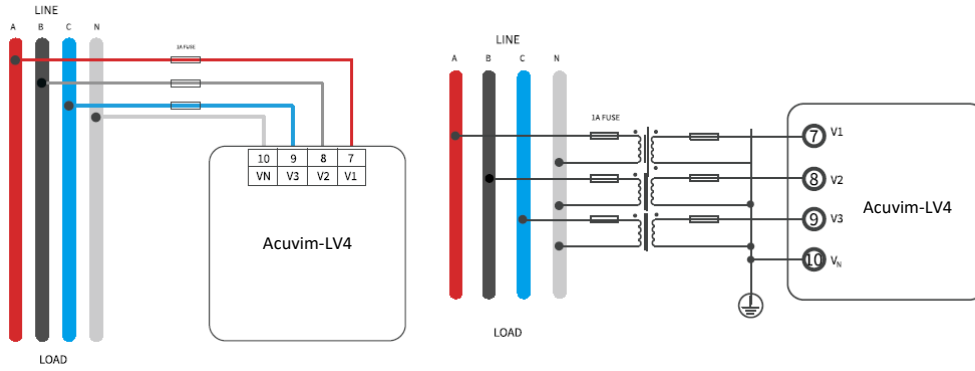 LINE
A B C N
1A FUSE
10 9 8 7
VN V3 V2 V1
Acuvim-LV4
LOAD
LINE
A B C N
1A FUSE
7 V1
8 V2
9 V3
10 VN
Acuvim-LV4
LOAD